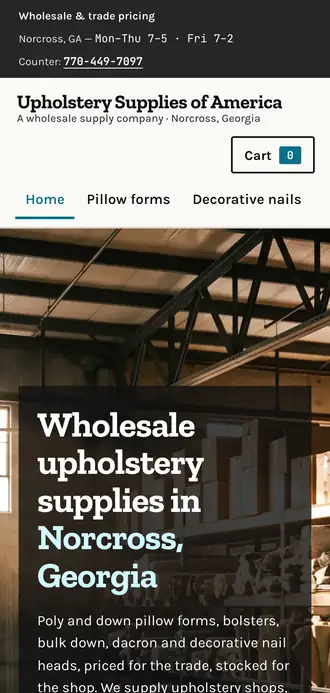 Wholesale & trade pricing
Norcross, GA — Mon–Thu 7–5 · Fri 7–2
Counter: 770-449-7097
Upholstery Supplies of America
A wholesale supply company · Norcross, Georgia
Cart 0
Home Pillow forms Decorative nails
Wholesale
upholstery
supplies in
Norcross,
Georgia
Poly and down pillow forms, bolsters,
bulk down, dacron and decorative nail
heads, priced for the trade, stocked for
the shop. We supply upholstery shops,